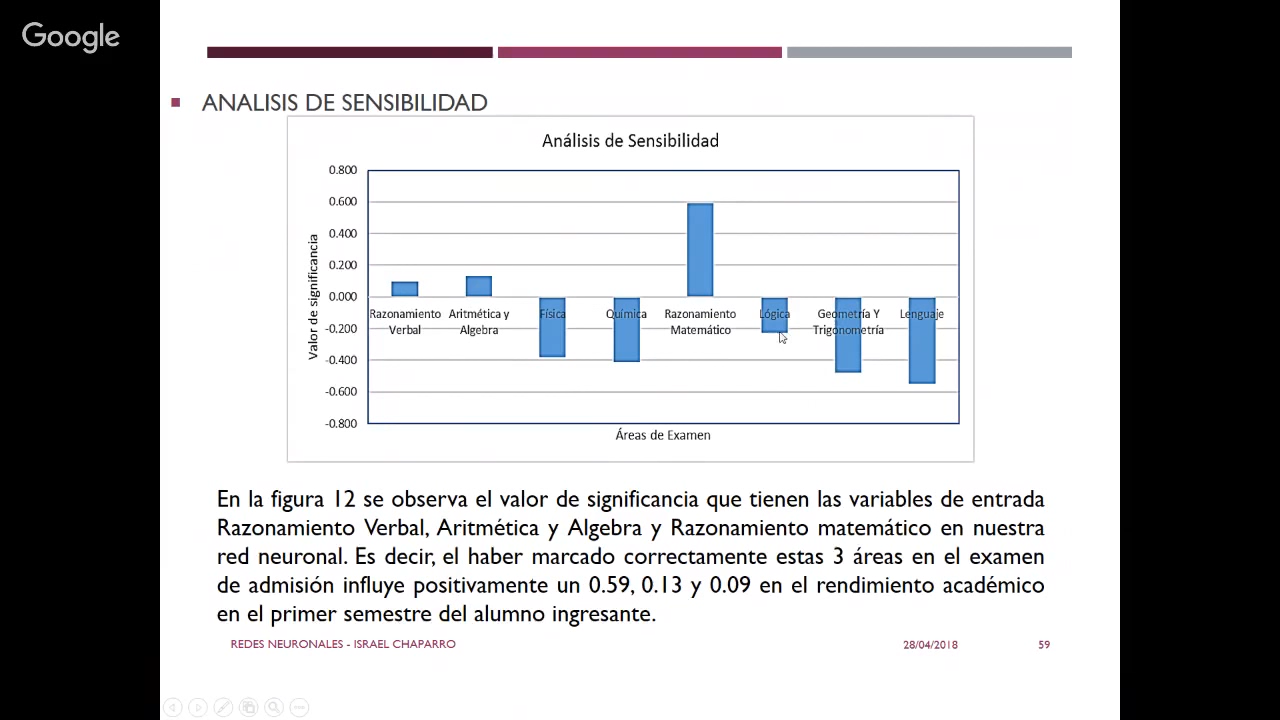 Google
ANALISIS DE SENSIBILIDAD
Análisis de Sensibilidad
0.800
0.600
0.400
0.200
0.000
-0.200
-0.400
-0.600
-0.800
Valor de significancia
Razonamiento Verbal
Aritmética y Algebra
Física
Química
Razonamiento Matemático
Lógica
Geometría Y Trigonometría
Lenguaje
Áreas de Examen
En la figura 12 se observa el valor de significancia que tienen las variables de entrada
Razonamiento Verbal, Aritmética y Algebra y Razonamiento matemático en nuestra
red neuronal. Es decir, el haber marcado correctamente estas 3 áreas en el examen
de admisión influye positivamente un 0.59, 0.13 y 0.09 en el rendimiento académico
en el primer semestre del alumno ingresante.
REDES NEURONALES - ISRAEL CHAPARRO
28/04/2018
59